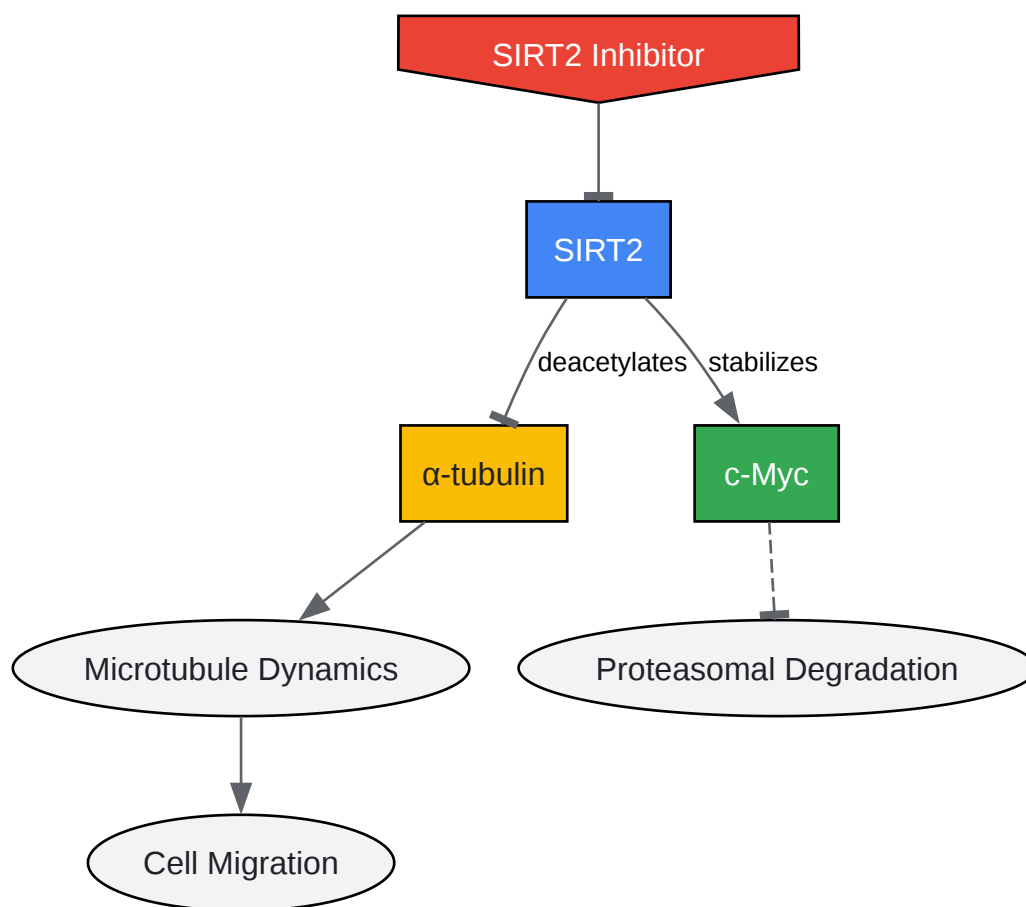 SIRT2 Inhibitor
SIRT2
deacetylates
stabilizes
α-tubulin
c-Myc
Microtubule Dynamics
Proteasomal Degradation
Cell Migration